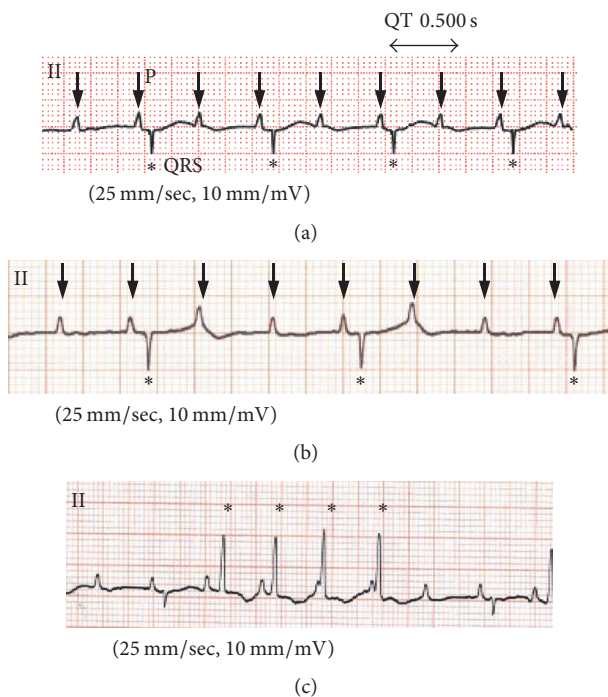 QT 0.500 s
II
P
* QRS * * *
(25 mm/sec, 10 mm/mV)
(a)
II
* * *
(25 mm/sec, 10 mm/mV)
(b)
II
* * * *
(25 mm/sec, 10 mm/mV)
(c)